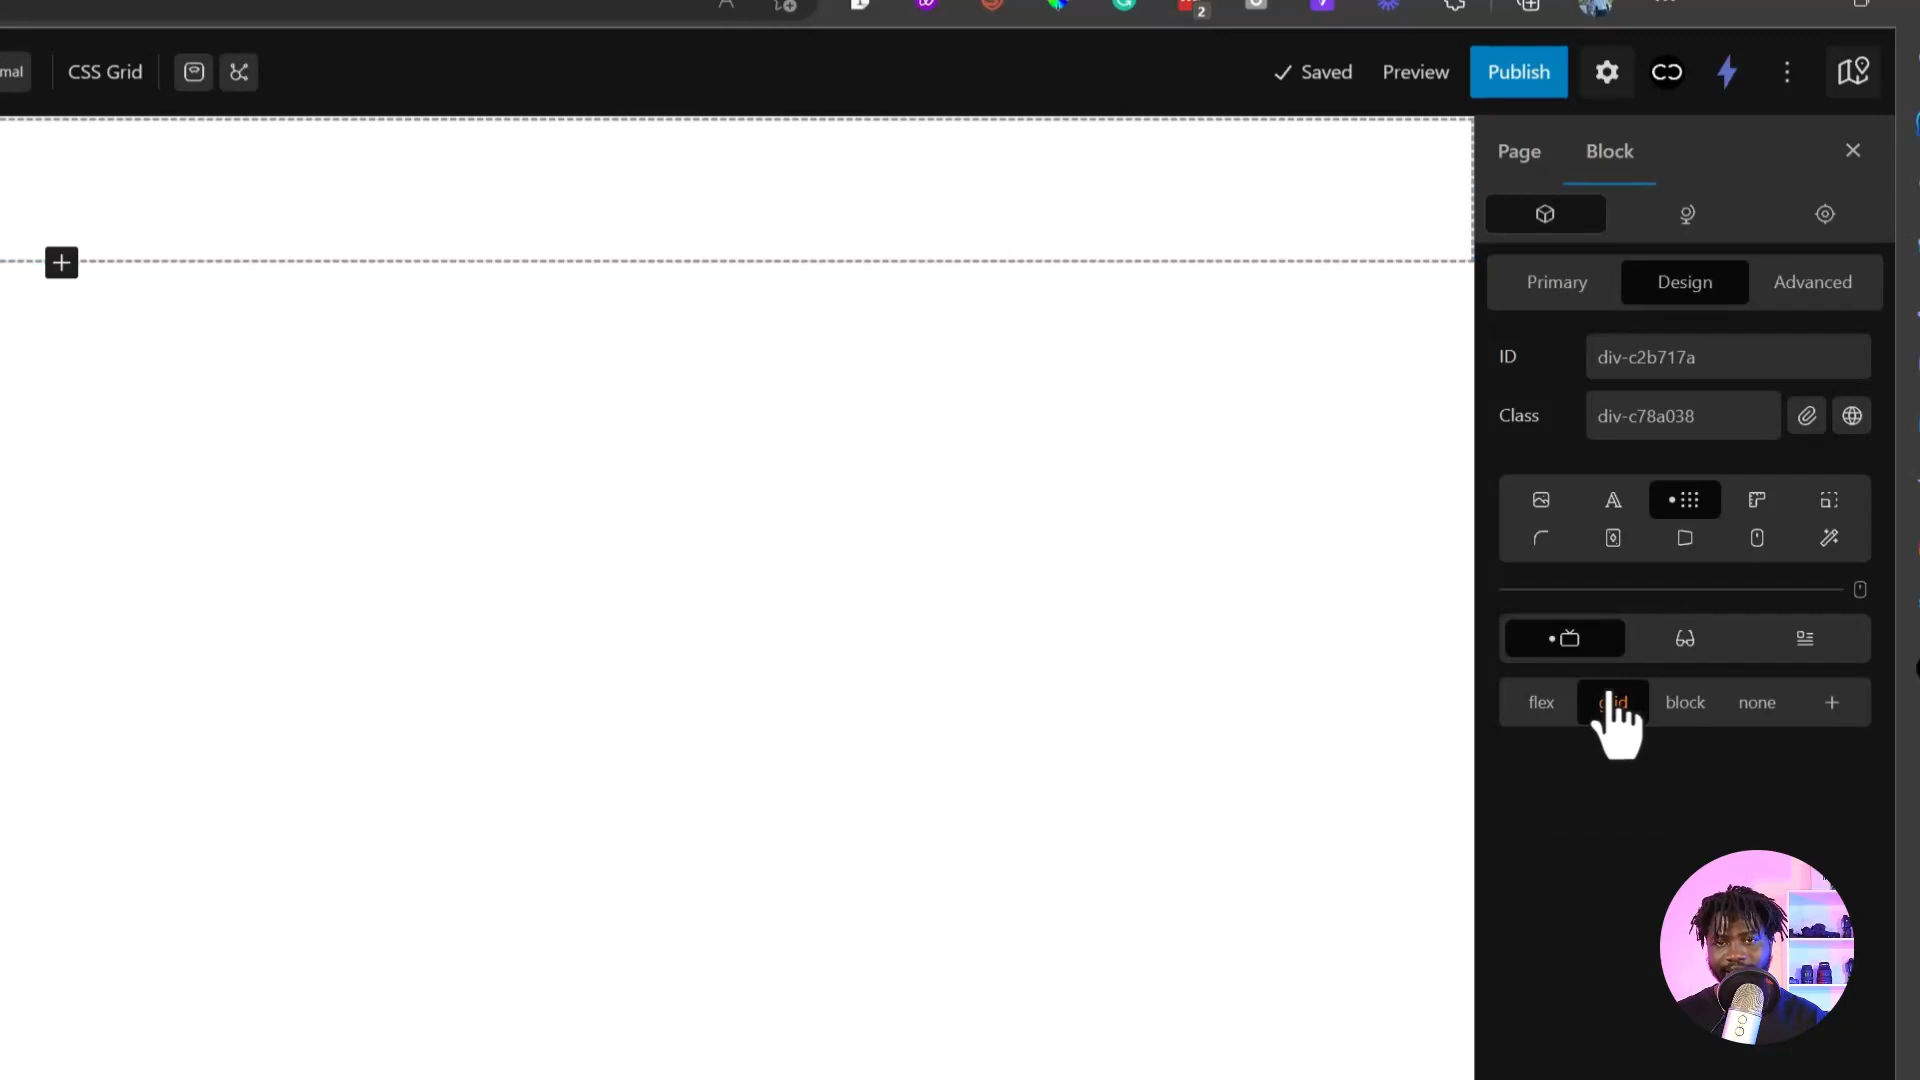 2
mal
CSS Grid
Saved
Preview
Publish
Page
Block
Primary
Design
Advanced
ID
div-c2b717a
Class
div-c78a038
flex
block
none